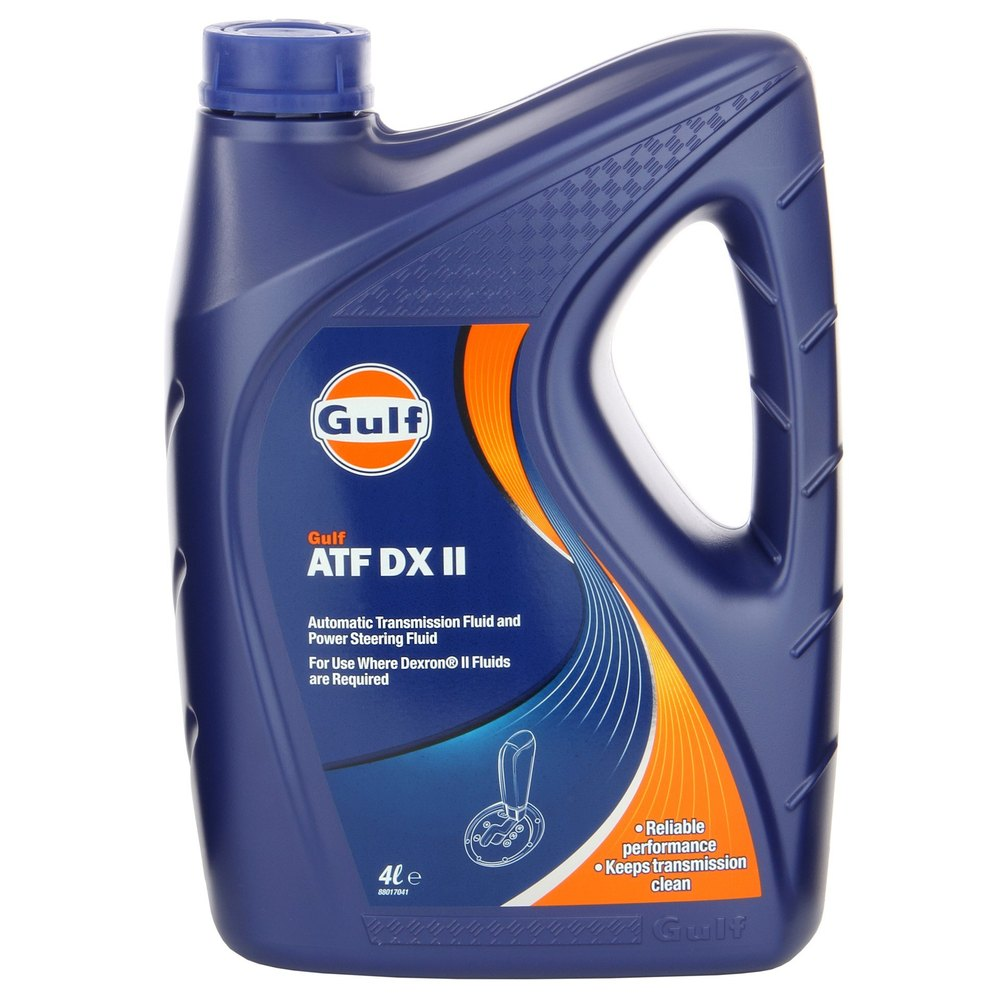 Gulf
Gulf
ATF DX II
Automatic Transmission Fluid and
Power Steering Fluid
For Use Where Dexron® II Fluids
are Required
• Reliable
performance
• Keeps transmission
clean
4ℓ e
88017041
Gulf